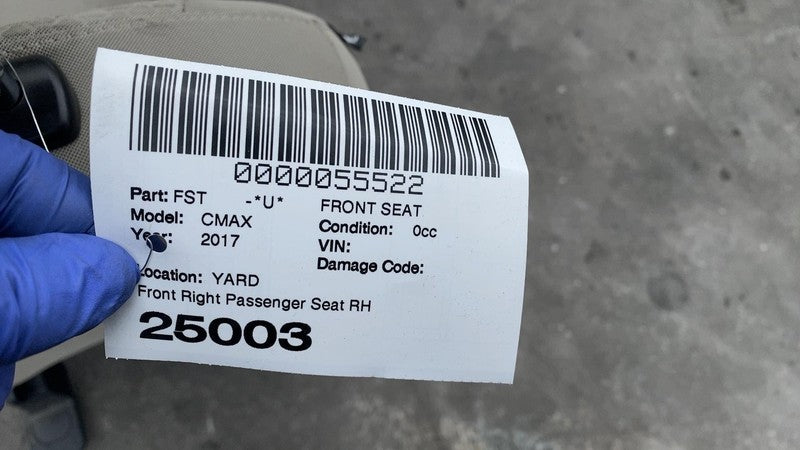 0000055522
Part: FST -*U* FRONT SEAT
Model: CMAX Condition: 0cc
Year: 2017 VIN:
Damage Code:
Location: YARD
Front Right Passenger Seat RH
25003